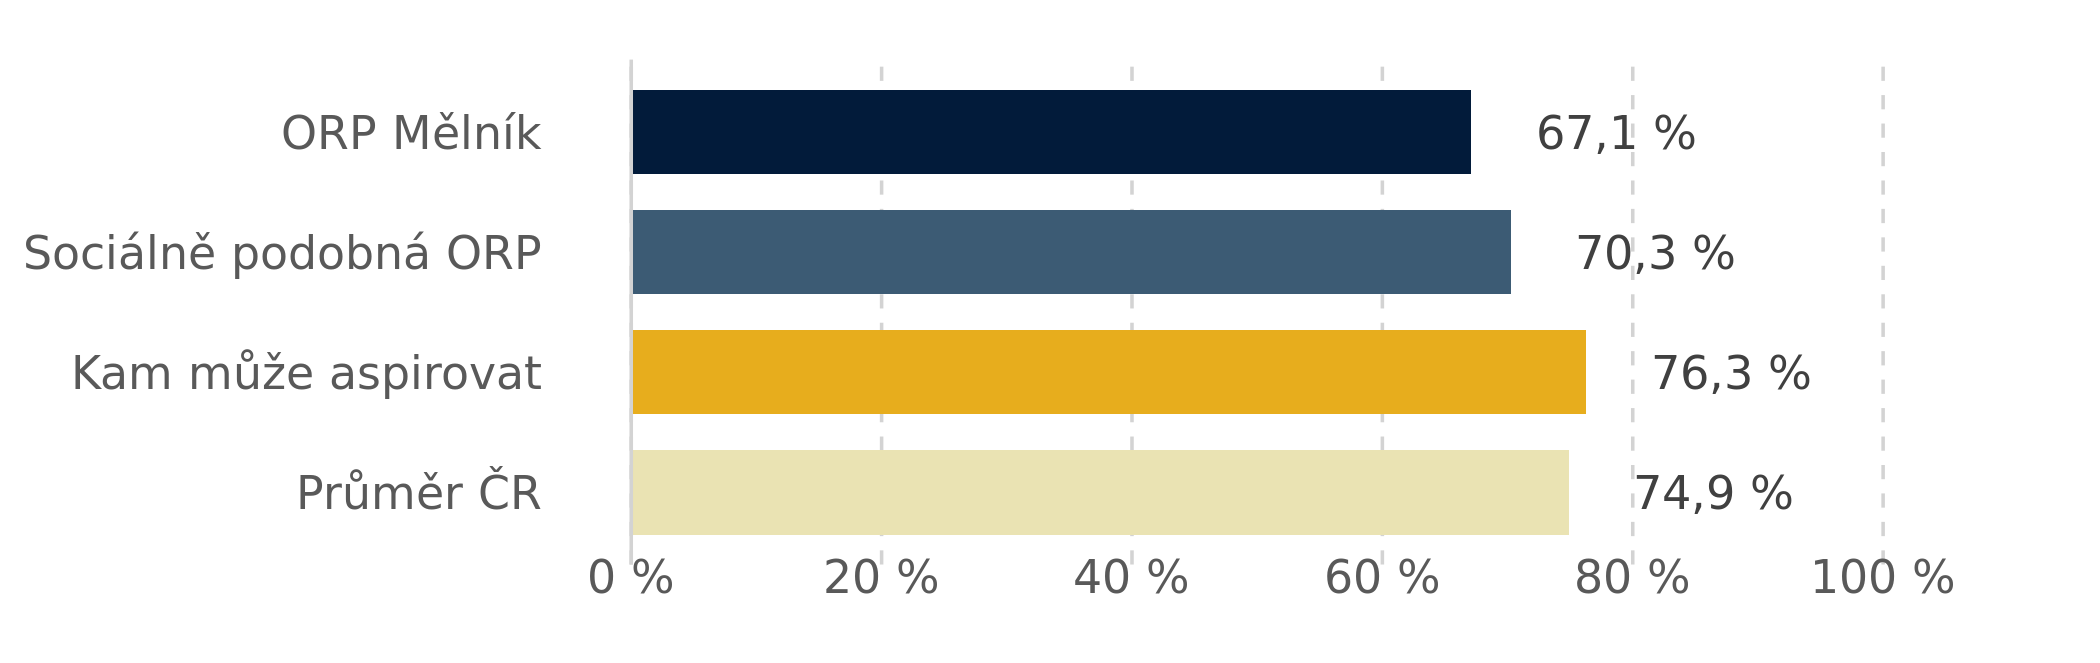 ORP Mělník 67,1 %
Sociálně podobná ORP 70,3 %
Kam může aspirovat 76,3 %
Průměr ČR 74,9 %
0 % 20 % 40 % 60 % 80 % 100 %